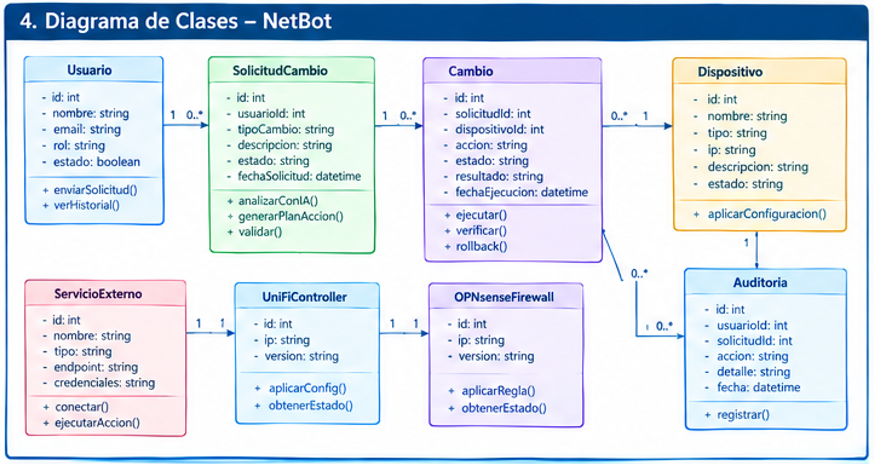 4. Diagrama de Clases – NetBot
Usuario
- id: int
- nombre: string
- email: string
- rol: string
- estado: boolean
+ enviarSolicitud()
+ verHistorial()
1 0..*
SolicitudCambio
- id: int
- usuarioId: int
- tipoCambio: string
- descripcion: string
- estado: string
- fechaSolicitud: datetime
+ analizarConIA()
+ generarPlanAccion()
+ validar()
1 0..*
Cambio
- id: int
- solicitudId: int
- dispositivoId: int
- accion: string
- estado: string
- resultado: string
- fechaEjecucion: datetime
+ ejecutar()
+ verificar()
+ rollback()
0..* 1
Dispositivo
- id: int
- nombre: string
- tipo: string
- ip: string
- descripcion: string
- estado: string
+ aplicarConfiguracion()
1
0..*
0..*
ServicioExterno
- id: int
- nombre: string
- tipo: string
- endpoint: string
- credenciales: string
+ conectar()
+ ejecutarAccion()
1 1
UniFiController
- id: int
- ip: string
- version: string
+ aplicarConfig()
+ obtenerEstado()
1 1
OPNsenseFirewall
- id: int
- ip: string
- version: string
+ aplicarRegla()
+ obtenerEstado()
Auditoria
- id: int
- usuarioId: int
- solicitudId: int
- accion: string
- detalle: string
- fecha: datetime
+ registrar()